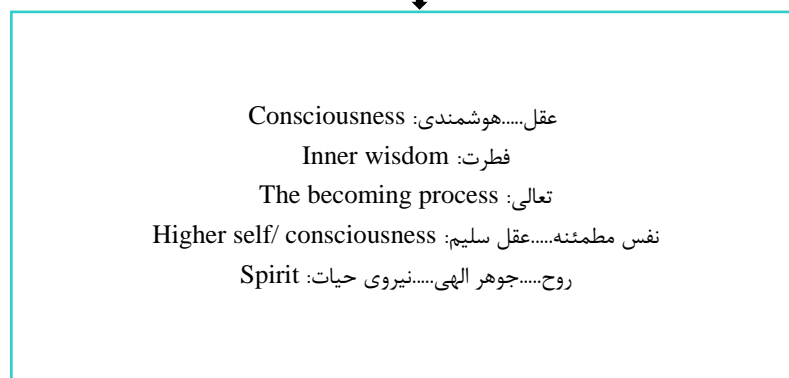 عقل.....هوشمندی: Consciousness
فطرت: Inner wisdom
تعالی: The becoming process
نفس مطمئنه.....عقل سلیم: Higher self/ consciousness
روح.....جوهر الهی.....نیروی حیات: Spirit